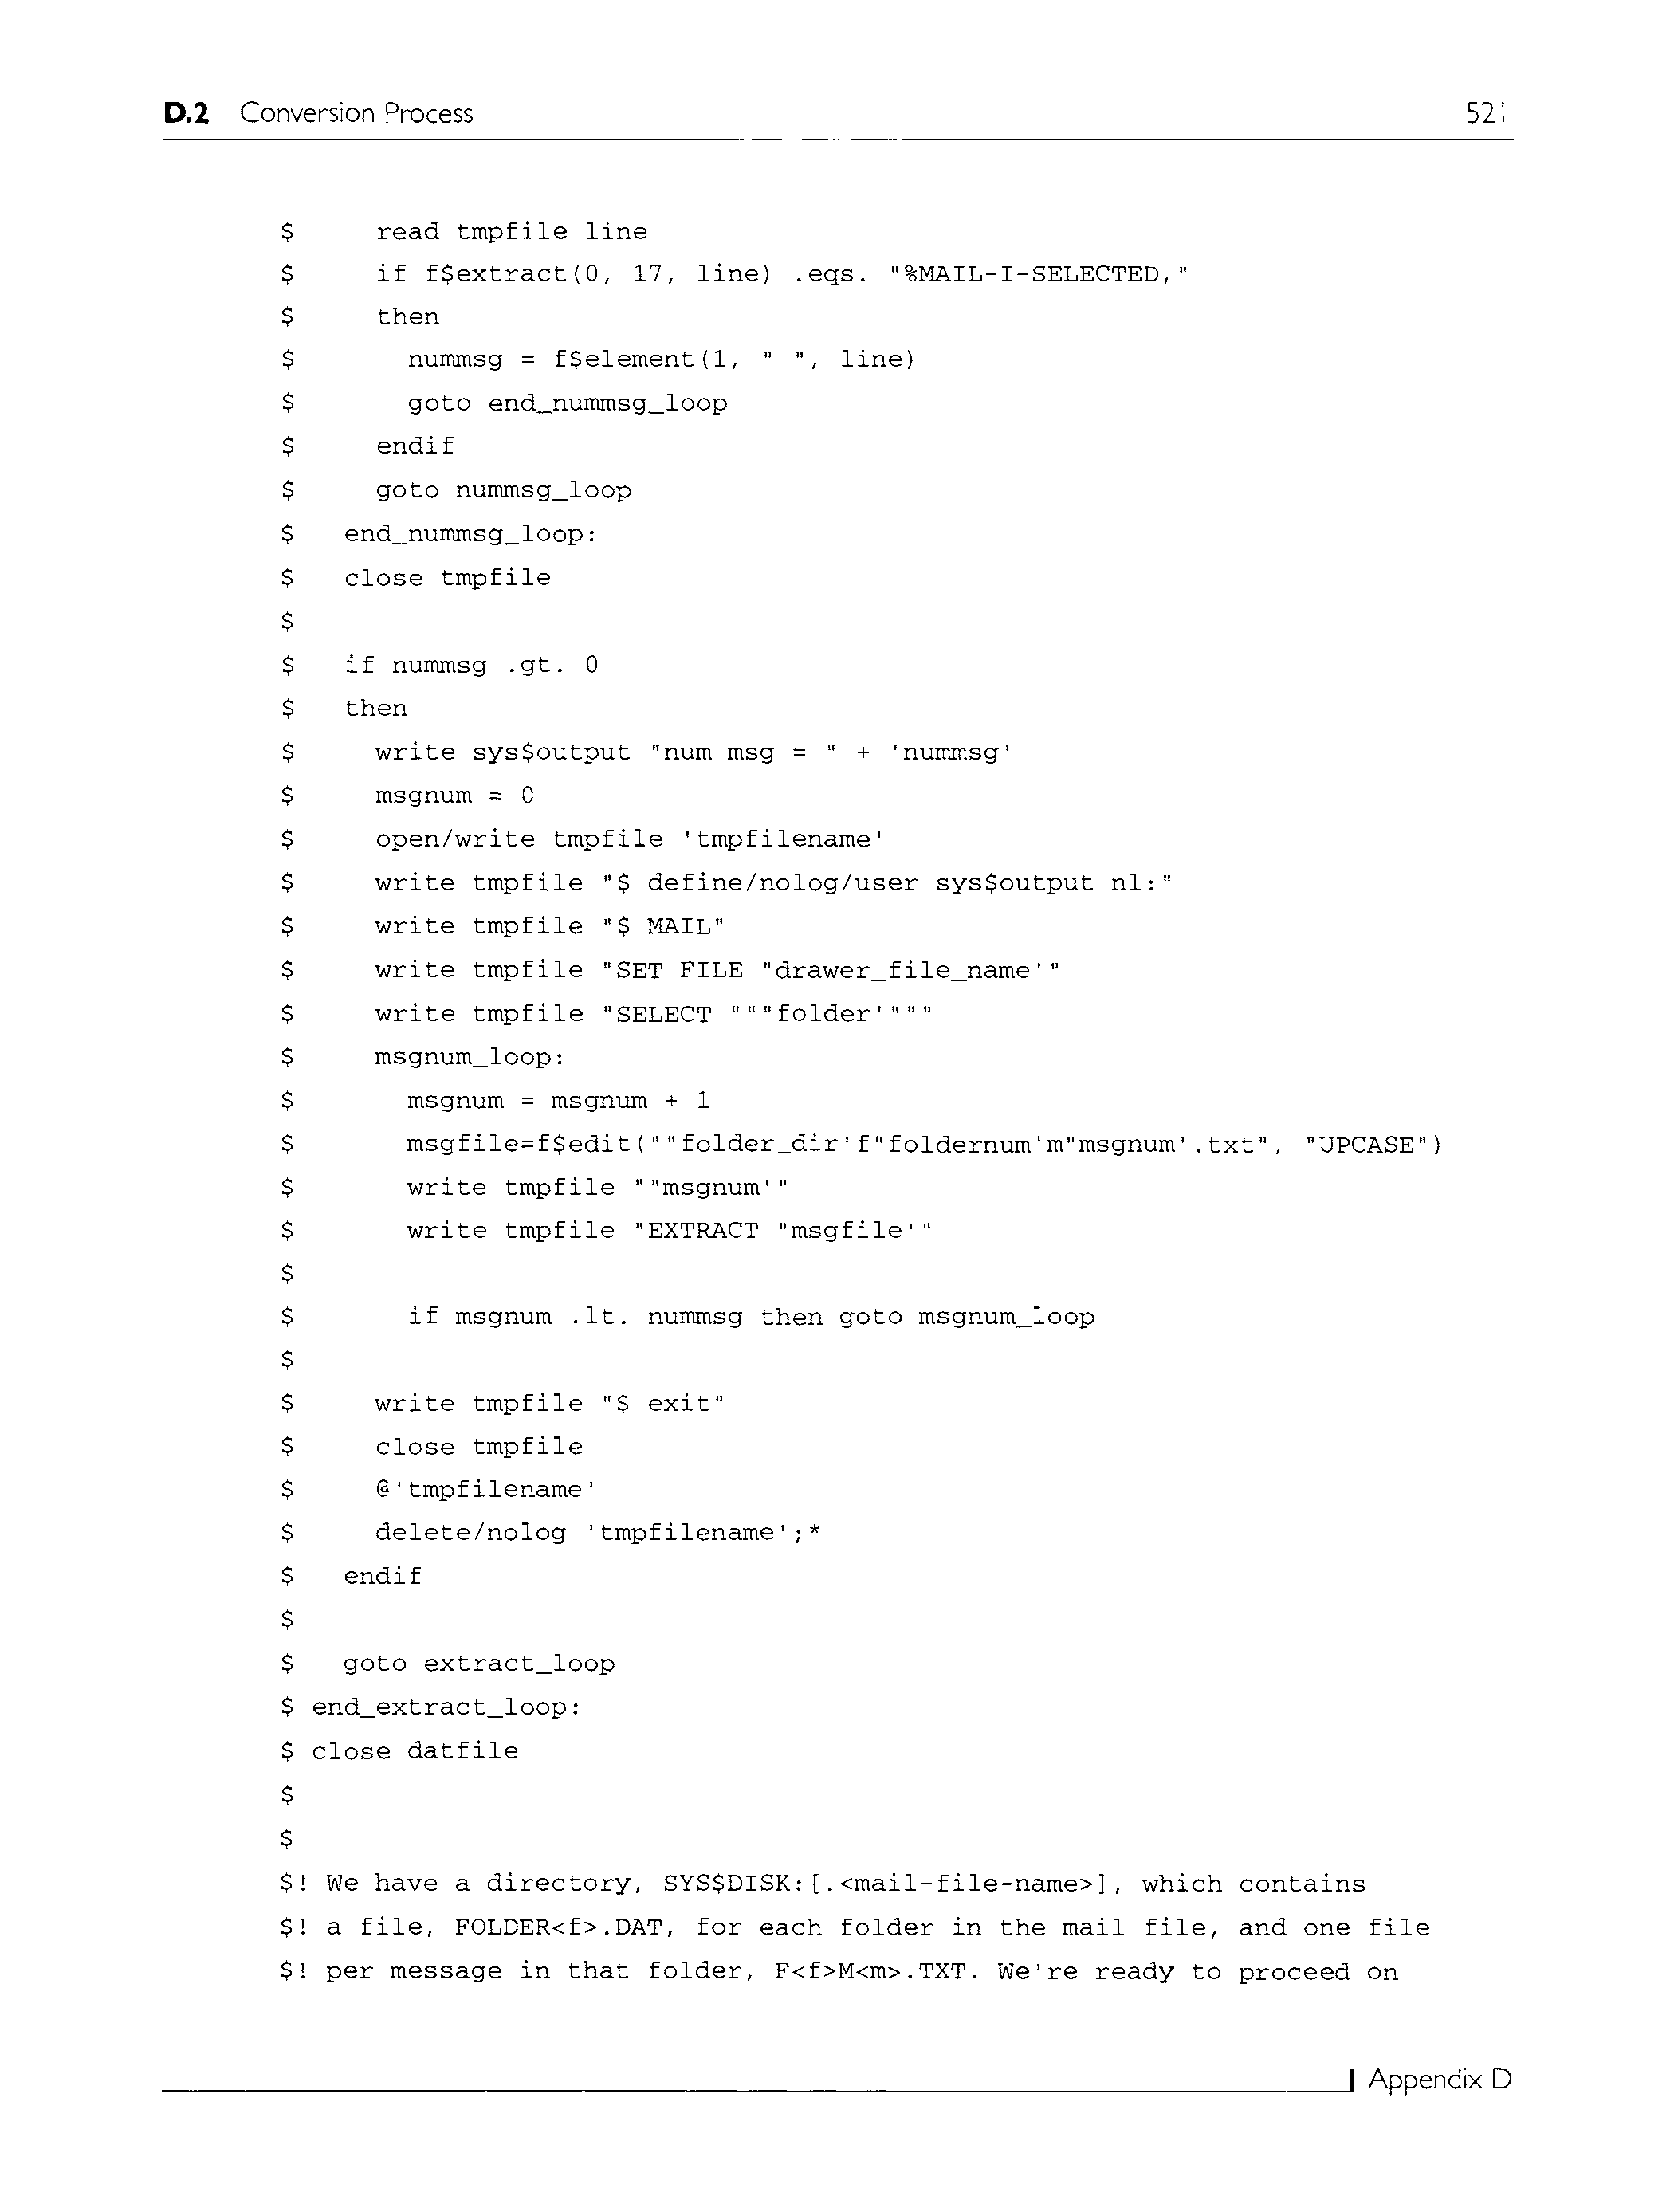 D.2 Conversion Process 521
$     read tmpfile line
$     if f$extract(0, 17, line) .eqs. "%MAIL-I-SELECTED,"
$     then
$       nummsg = f$element(1, " ", line)
$       goto end_nummsg_loop
$     endif
$     goto nummsg_loop
$   end_nummsg_loop:
$   close tmpfile
$
$   if nummsg .gt. 0
$   then
$     write sys$output "num msg = " + 'nummsg'
$     msgnum = 0
$     open/write tmpfile 'tmpfilename'
$     write tmpfile "$ define/nolog/user sys$output nl:"
$     write tmpfile "$ MAIL"
$     write tmpfile "SET FILE "drawer_file_name'"
$     write tmpfile "SELECT """folder'"""
$     msgnum_loop:
$       msgnum = msgnum + 1
$       msgfile=f$edit(""folder_dir'f"foldernum'm"msgnum'.txt", "UPCASE")
$       write tmpfile ""msgnum'"
$       write tmpfile "EXTRACT "msgfile'"
$
$       if msgnum .lt. nummsg then goto msgnum_loop
$
$     write tmpfile "$ exit"
$     close tmpfile
$     @'tmpfilename'
$     delete/nolog 'tmpfilename';*
$   endif
$
$   goto extract_loop
$ end_extract_loop:
$ close datfile
$
$
$! We have a directory, SYS$DISK:[.<mail-file-name>], which contains
$! a file, FOLDER<f>.DAT, for each folder in the mail file, and one file
$! per message in that folder, F<f>M<m>.TXT. We're ready to proceed on
Appendix D